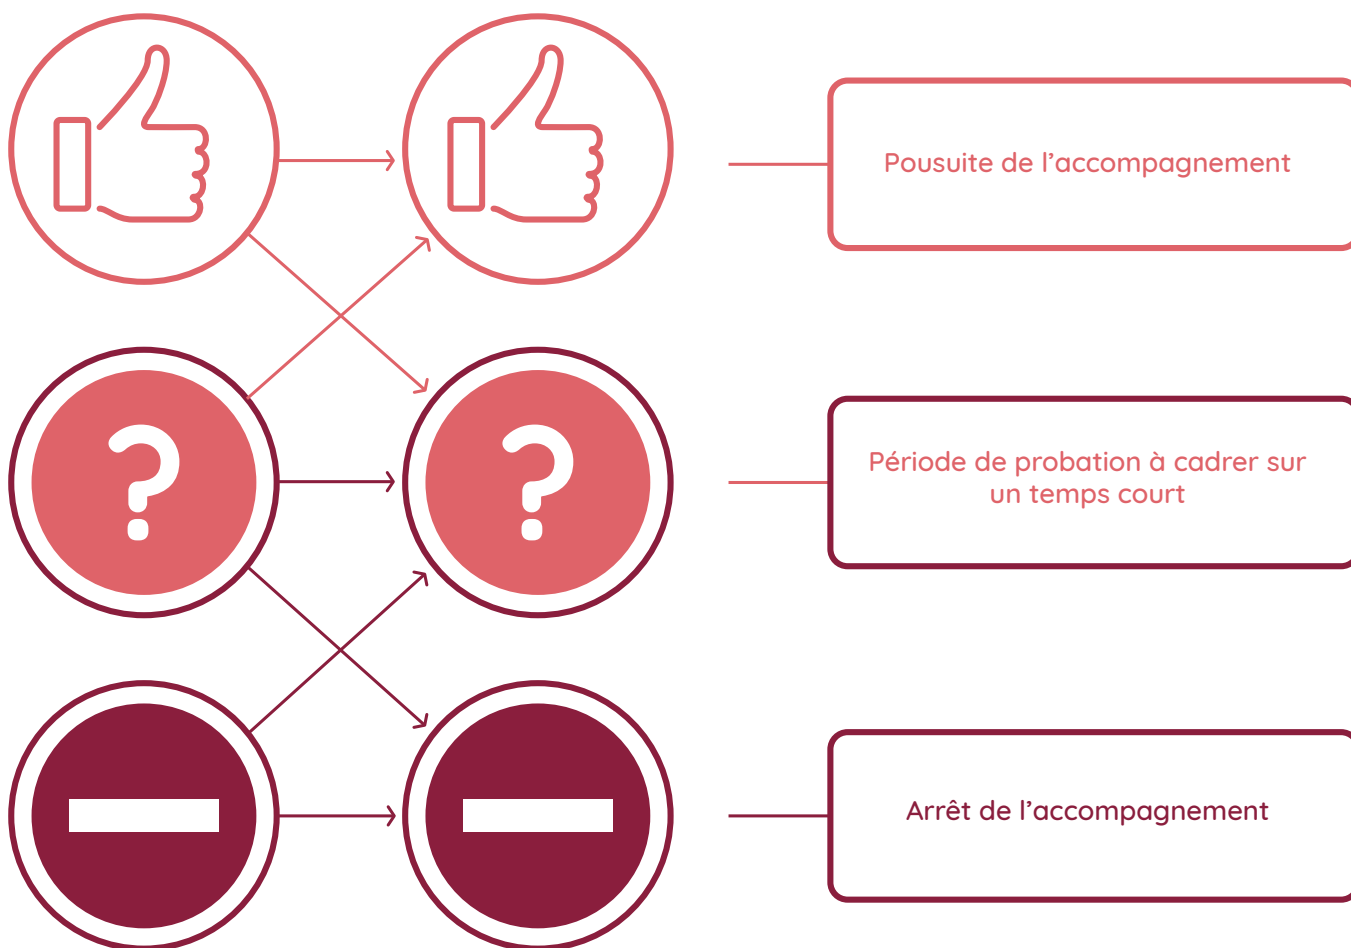 Pousuite de l’accompagnement
Période de probation à cadrer sur
un temps court
Arrêt de l’accompagnement